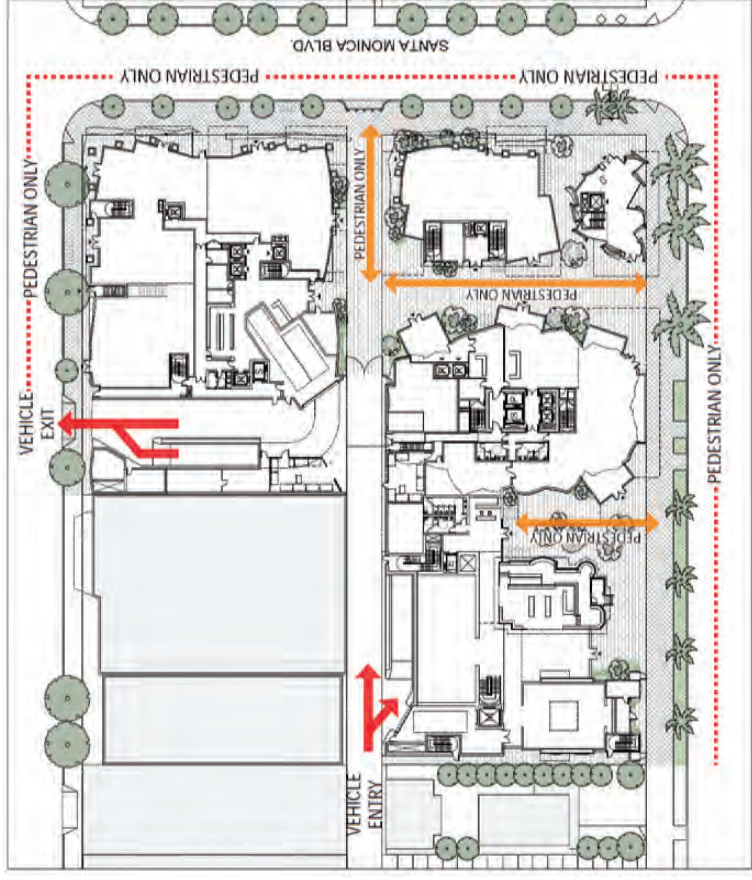 SANTA MONICA BLVD.
PEDESTRIAN ONLY
PEDESTRIAN ONLY
PEDESTRIAN ONLY
PEDESTRIAN ONLY
PEDESTRIAN ONLY
VEHICLE
EXIT
PEDESTRIAN ONLY
PEDESTRIAN ONLY
VEHICLE
ENTRY